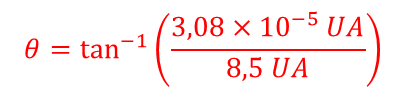 θ = tan⁻¹ (3,08 × 10⁻⁵ UA / 8,5 UA)